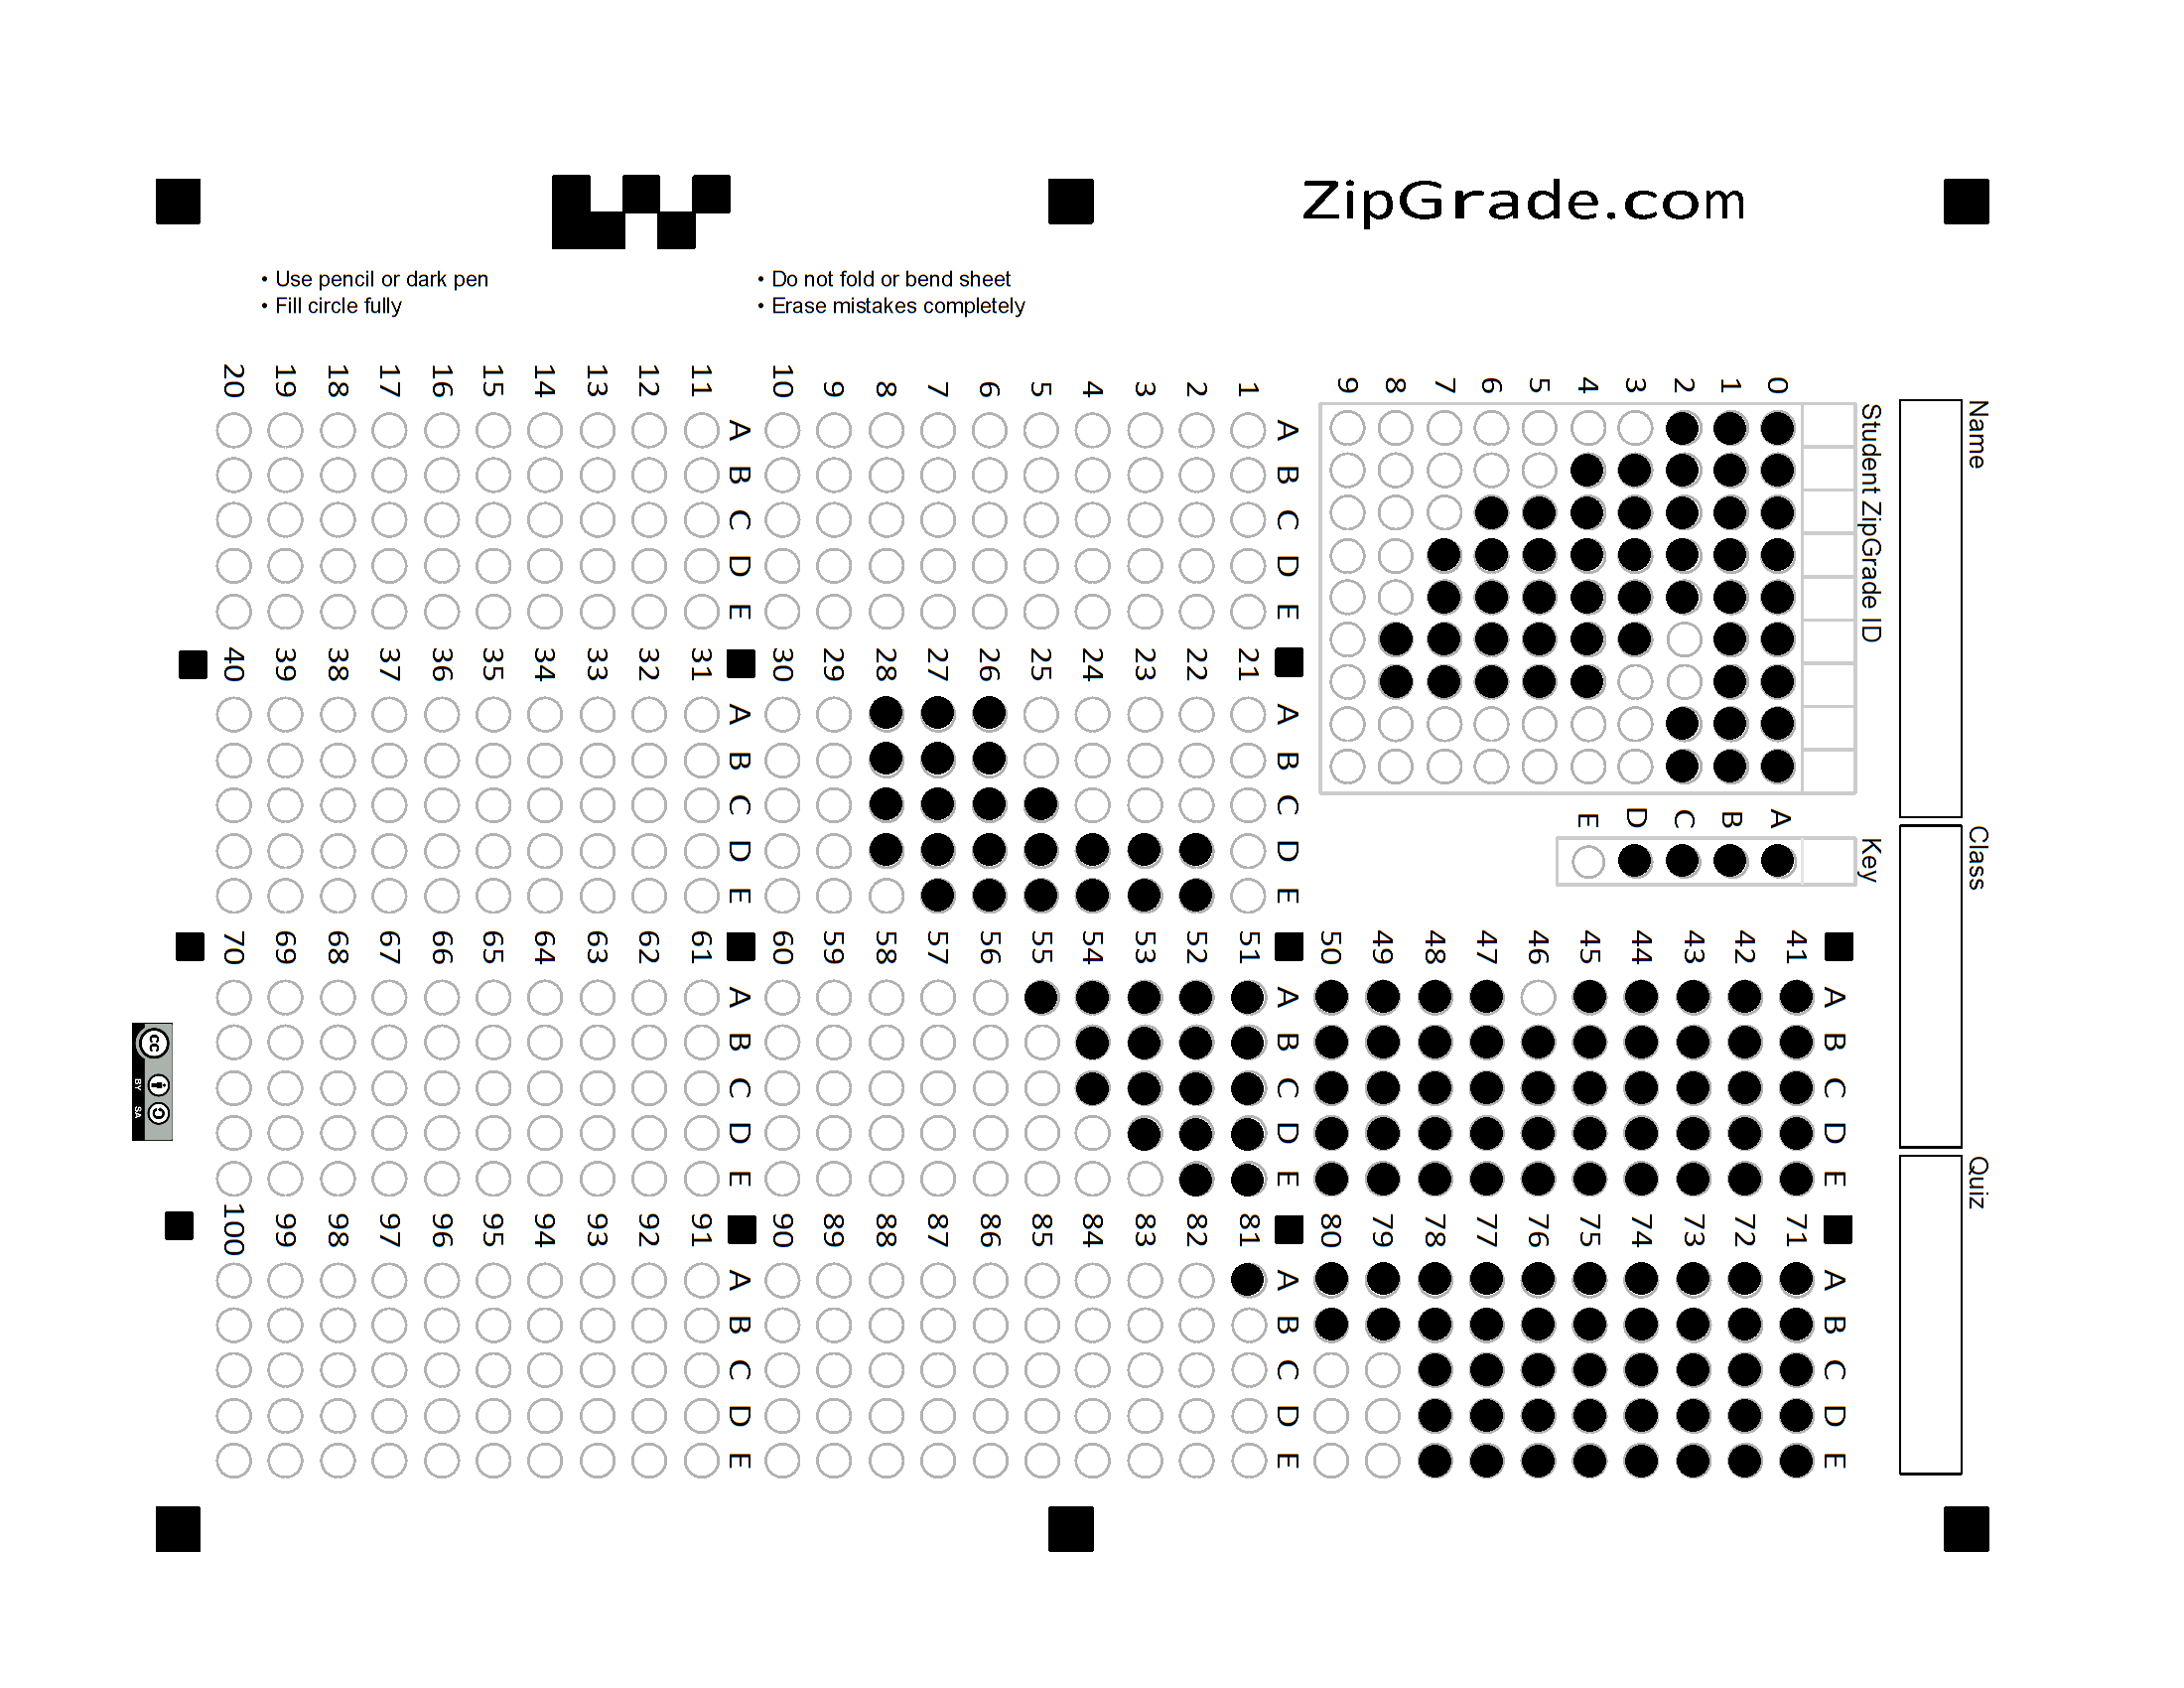 ZipGrade.com
• Use pencil or dark pen
• Fill circle fully
• Do not fold or bend sheet
• Erase mistakes completely
Name
Class
Quiz
Student ZipGrade ID
0 1 2 3 4 5 6 7 8 9
Key
A B C D E
A B C D E
1 2 3 4 5 6 7 8 9 10
A B C D E
11 12 13 14 15 16 17 18 19 20
A B C D E
21 22 23 24 25 26 27 28 29 30
A B C D E
31 32 33 34 35 36 37 38 39 40
A B C D E
41 42 43 44 45 46 47 48 49 50
A B C D E
51 52 53 54 55 56 57 58 59 60
A B C D E
61 62 63 64 65 66 67 68 69 70
A B C D E
71 72 73 74 75 76 77 78 79 80
A B C D E
81 82 83 84 85 86 87 88 89 90
A B C D E
91 92 93 94 95 96 97 98 99 100
cc
BY SA